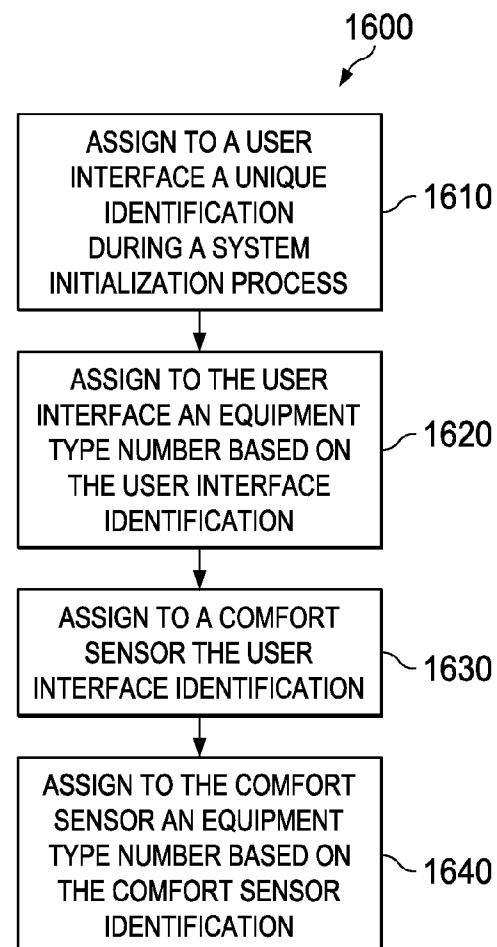 1600
ASSIGN TO A USER
INTERFACE A UNIQUE
IDENTIFICATION
DURING A SYSTEM
INITIALIZATION PROCESS
1610
ASSIGN TO THE USER
INTERFACE AN EQUIPMENT
TYPE NUMBER BASED ON
THE USER INTERFACE
IDENTIFICATION
1620
ASSIGN TO A COMFORT
SENSOR THE USER
INTERFACE IDENTIFICATION
1630
ASSIGN TO THE COMFORT
SENSOR AN EQUIPMENT
TYPE NUMBER BASED ON
THE COMFORT SENSOR
IDENTIFICATION
1640